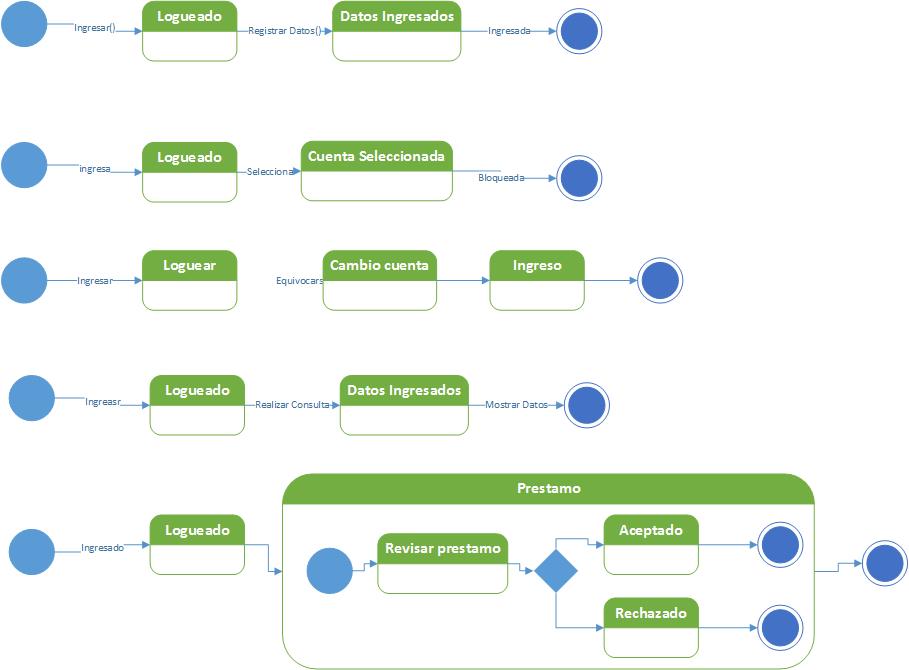 Ingresar()
Logueado
Registrar Datos()
Datos Ingresados
Ingresada
ingresa
Logueado
Selecciona
Cuenta Seleccionada
Bloqueada
Ingresar
Loguear
Equivocars
Cambio cuenta
Ingreso
Ingreasr
Logueado
Realizar Consulta
Datos Ingresados
Mostrar Datos
Prestamo
Ingresado
Logueado
Revisar prestamo
Aceptado
Rechazado